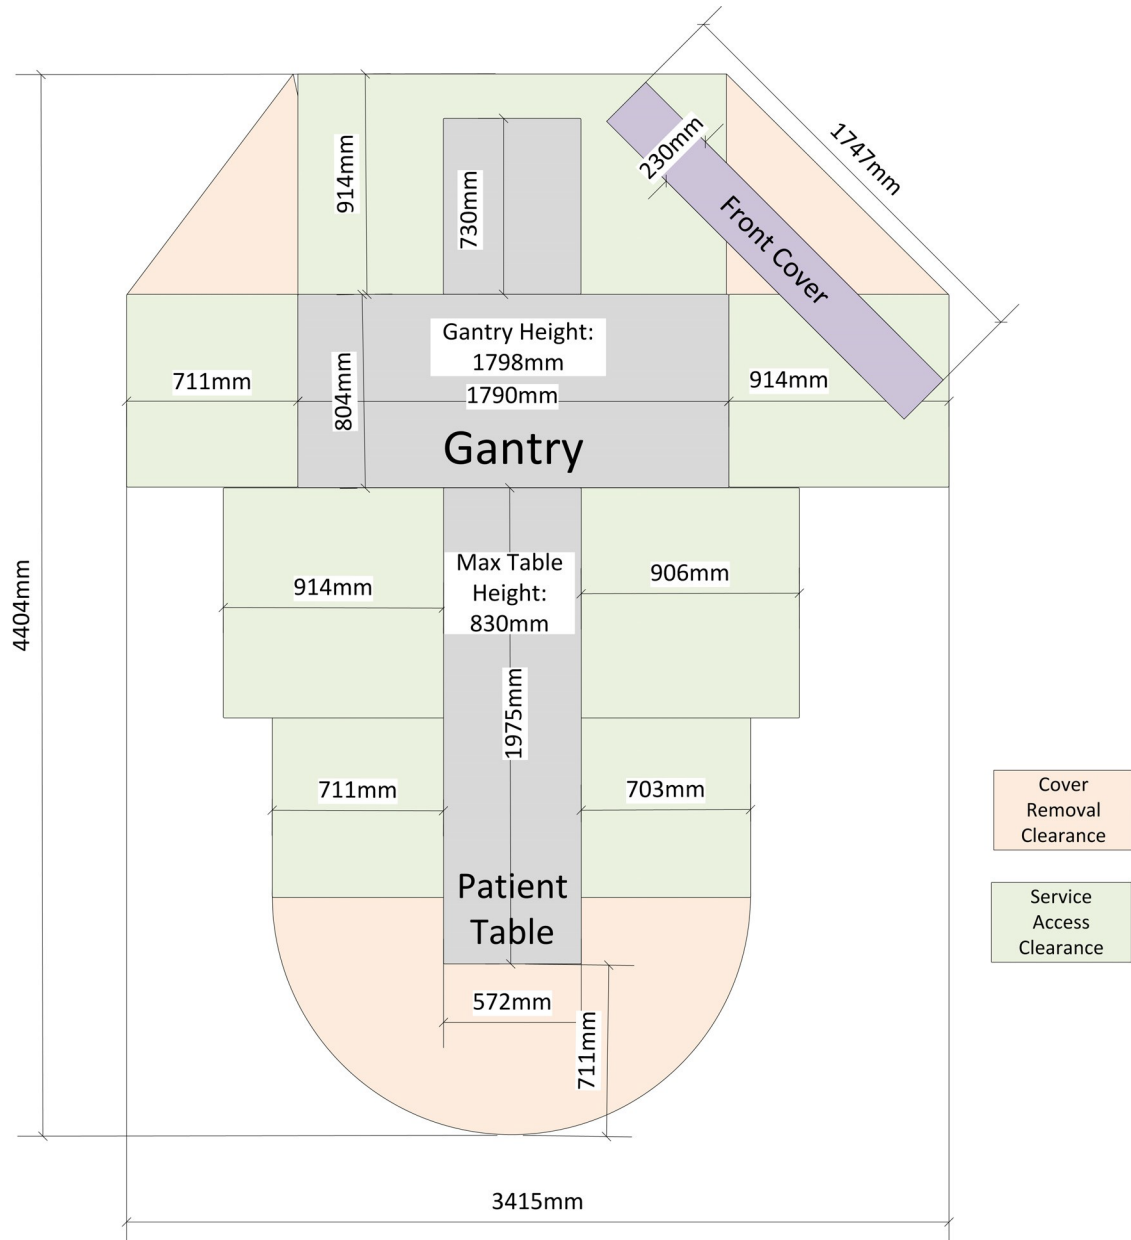 1747mm
230mm
914mm
730mm
Front Cover
Gantry Height:
1798mm
711mm
804mm
1790mm
914mm
Gantry
4404mm
914mm
Max Table
Height:
830mm
906mm
1975mm
711mm
703mm
Cover
Removal
Clearance
Patient
Table
Service
Access
Clearance
572mm
711mm
3415mm